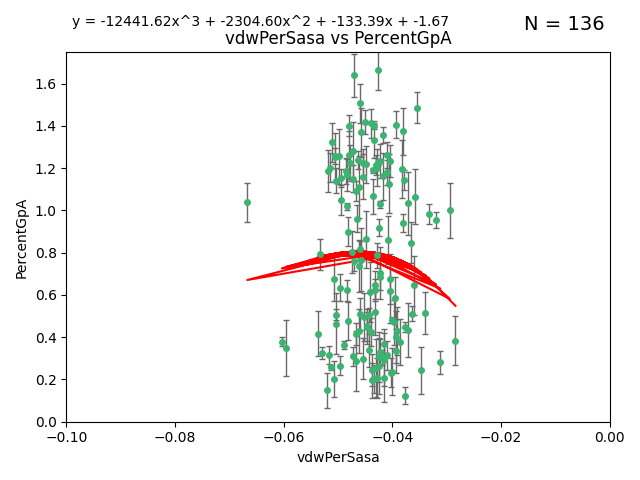 y = -12441.62x^3 + -2304.60x^2 + -133.39x + -1.67
N = 136
vdwPerSasa vs PercentGpA
PercentGpA
1.6
1.4
1.2
1.0
0.8
0.6
0.4
0.2
0.0
−0.10 −0.08 −0.06 −0.04 −0.02 0.00
vdwPerSasa